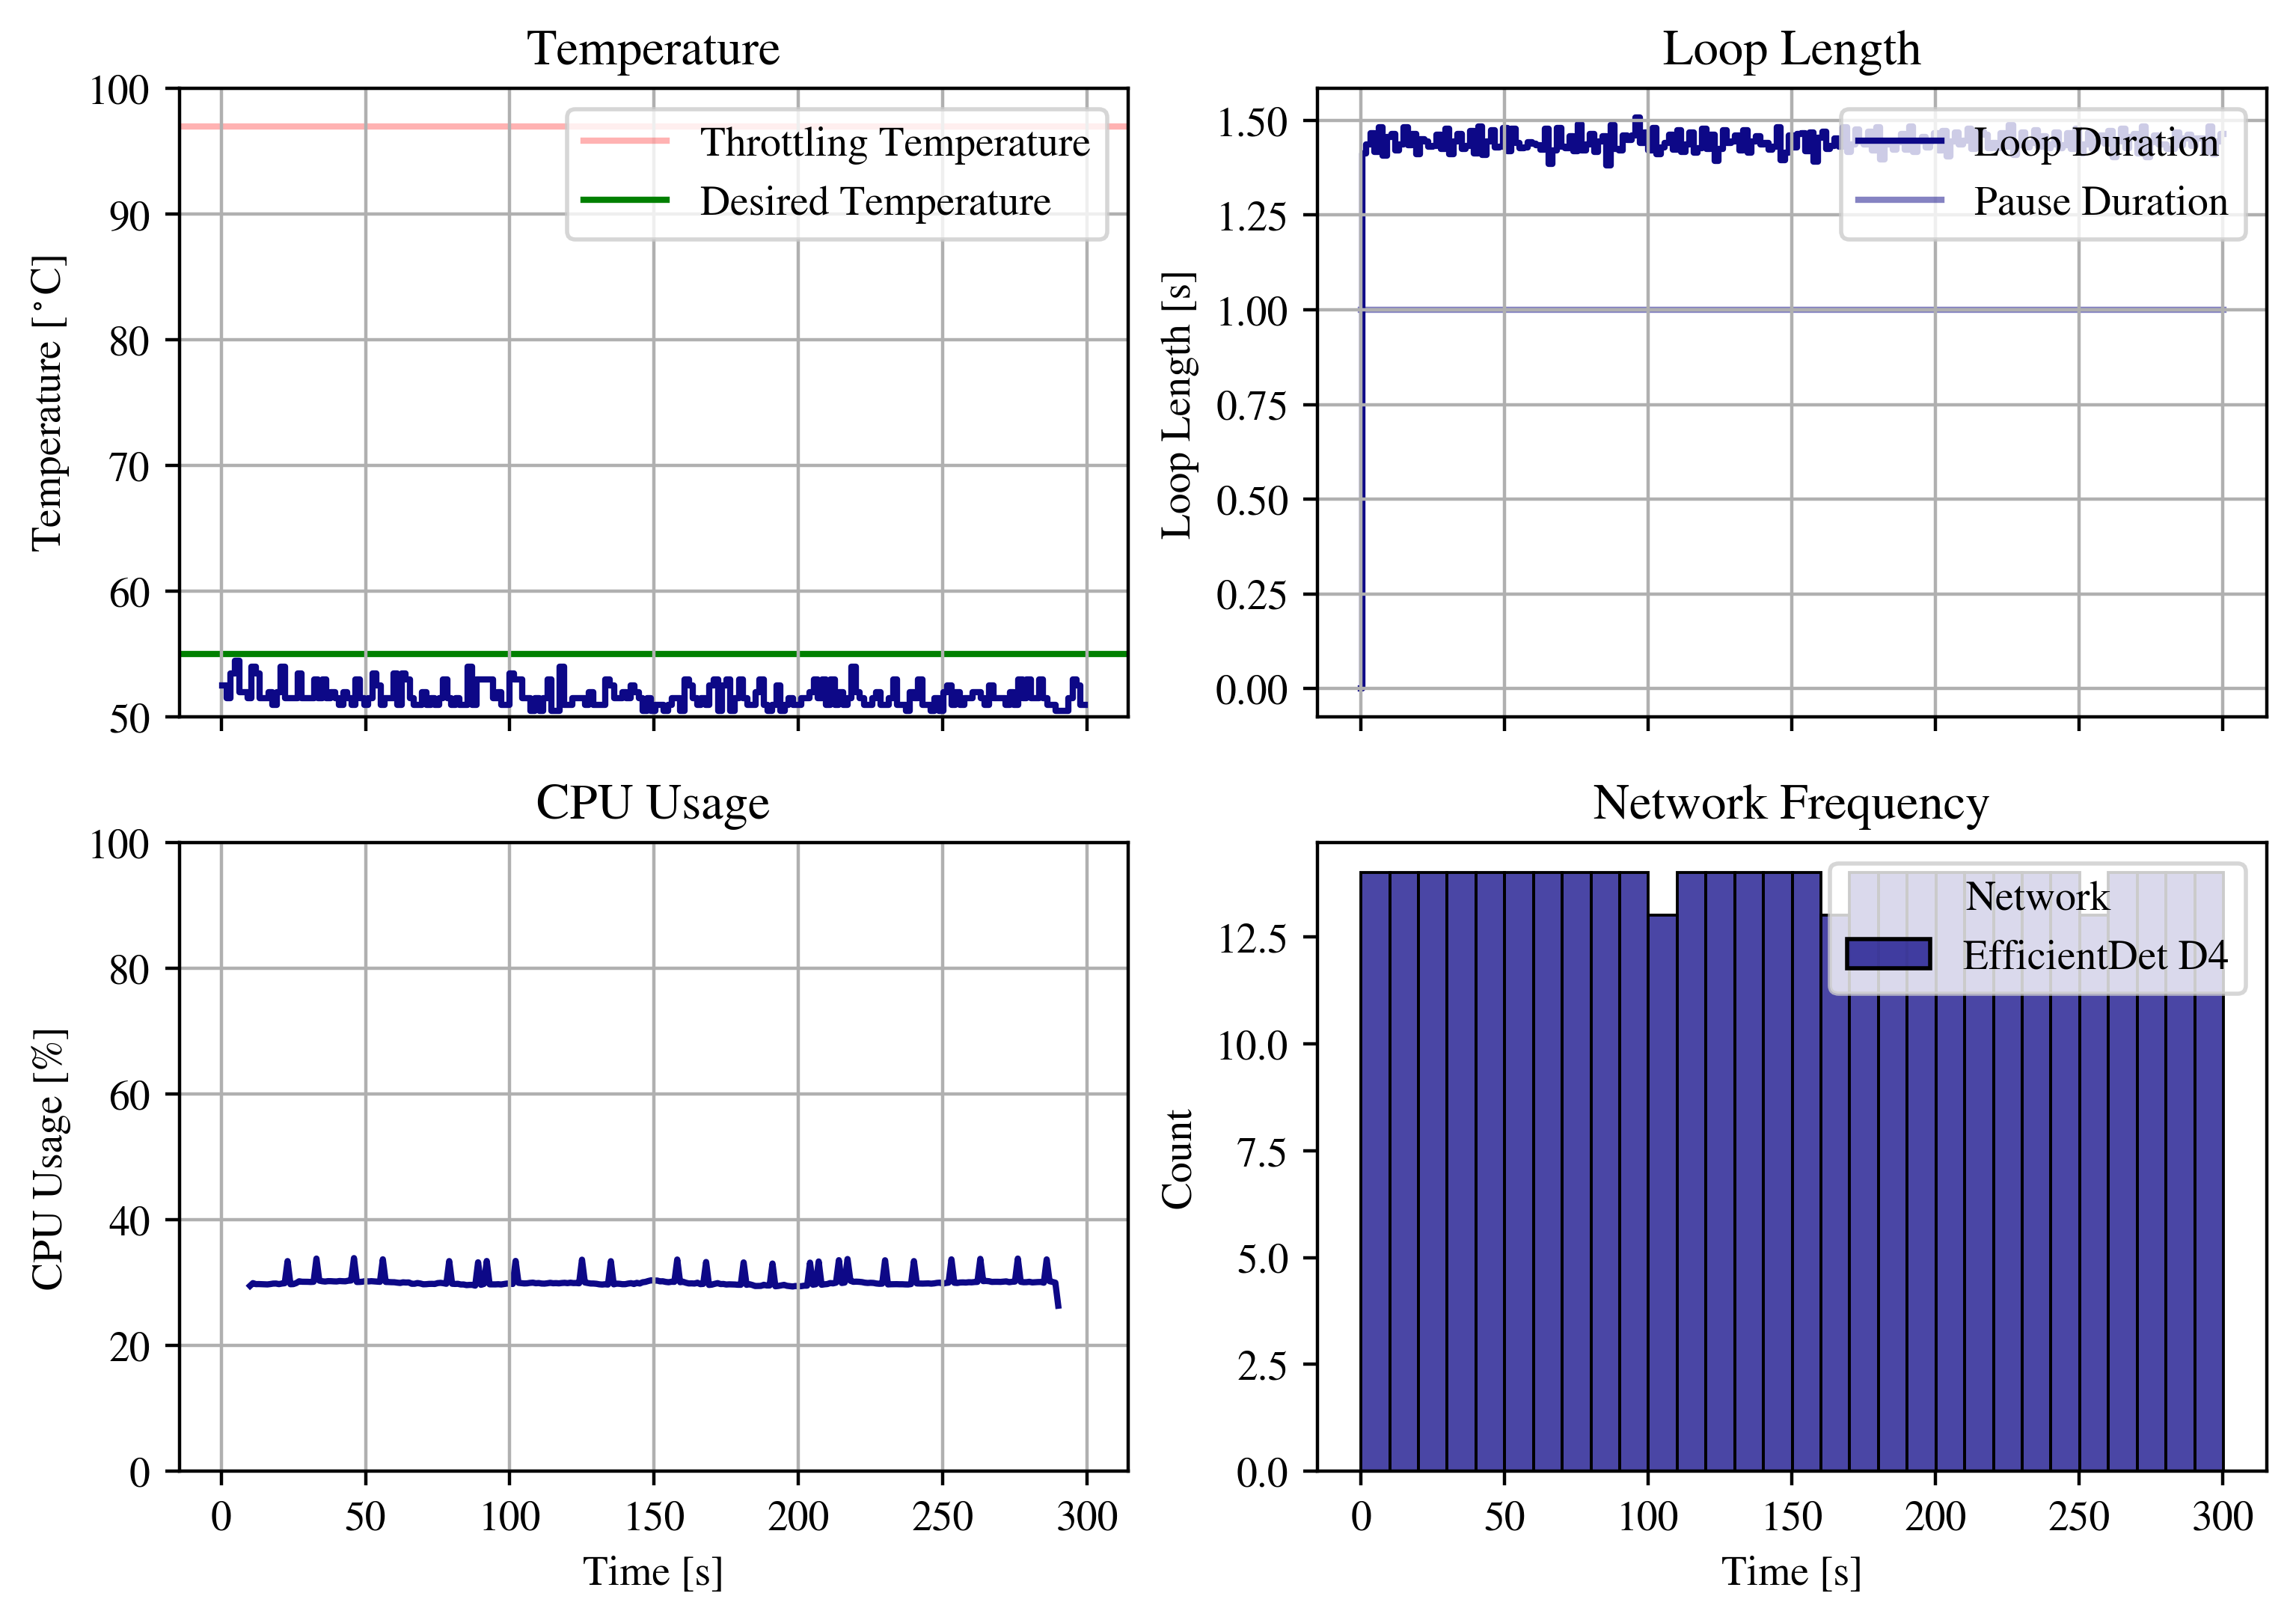 Temperature
100
90
80
70
60
50
Temperature [°C]
Throttling Temperature
Desired Temperature
Loop Length
1.50
1.25
1.00
0.75
0.50
0.25
0.00
Loop Length [s]
Loop Duration
Pause Duration
CPU Usage
100
80
60
40
20
0
CPU Usage [%]
0 50 100 150 200 250 300
Time [s]
Network Frequency
12.5
10.0
7.5
5.0
2.5
0.0
Count
Network
EfficientDet D4
0 50 100 150 200 250 300
Time [s]